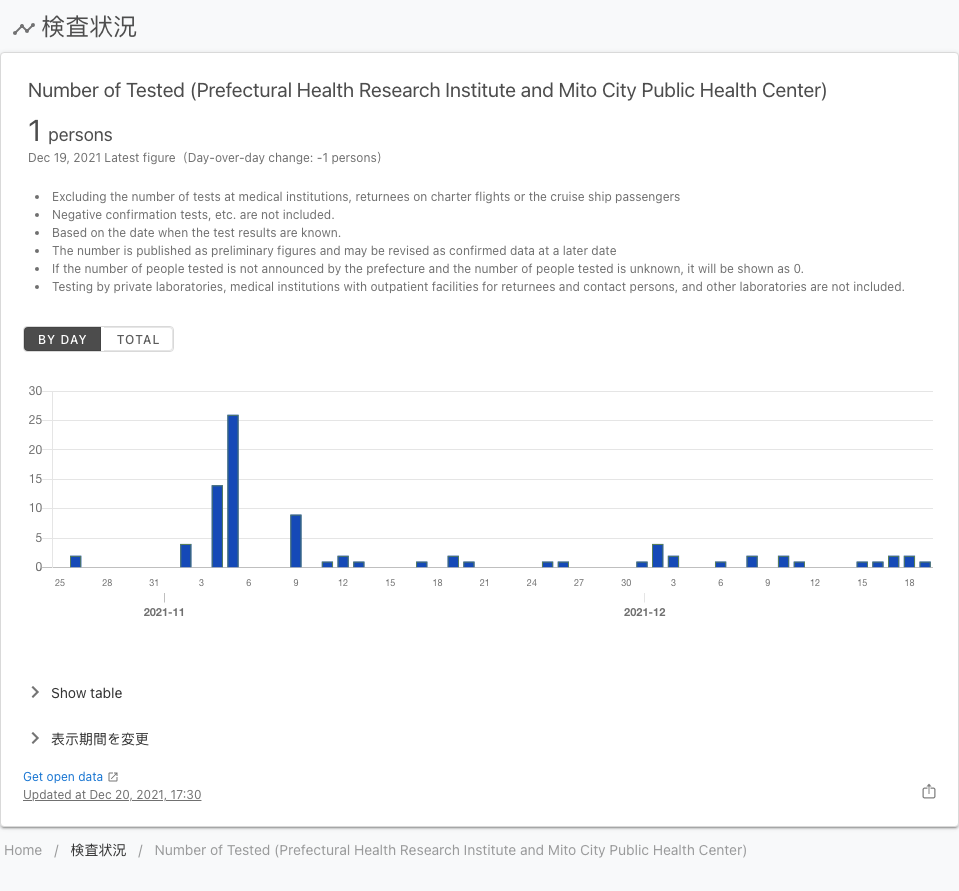 検査状況
Number of Tested (Prefectural Health Research Institute and Mito City Public Health Center)
1 persons
Dec 19, 2021 Latest figure (Day-over-day change: -1 persons)
• Excluding the number of tests at medical institutions, returnees on charter flights or the cruise ship passengers
• Negative confirmation tests, etc. are not included.
• Based on the date when the test results are known.
• The number is published as preliminary figures and may be revised as confirmed data at a later date
• If the number of people tested is not announced by the prefecture and the number of people tested is unknown, it will be shown as 0.
• Testing by private laboratories, medical institutions with outpatient facilities for returnees and contact persons, and other laboratories are not included.
BY DAY TOTAL
30
25
20
15
10
5
0
25 28 31 3 6 9 12 15 18 21 24 27 30 3 6 9 12 15 18
2021-11 2021-12
Show table
表示期間を変更
Get open data
Updated at Dec 20, 2021, 17:30
Home / 検査状況 / Number of Tested (Prefectural Health Research Institute and Mito City Public Health Center)